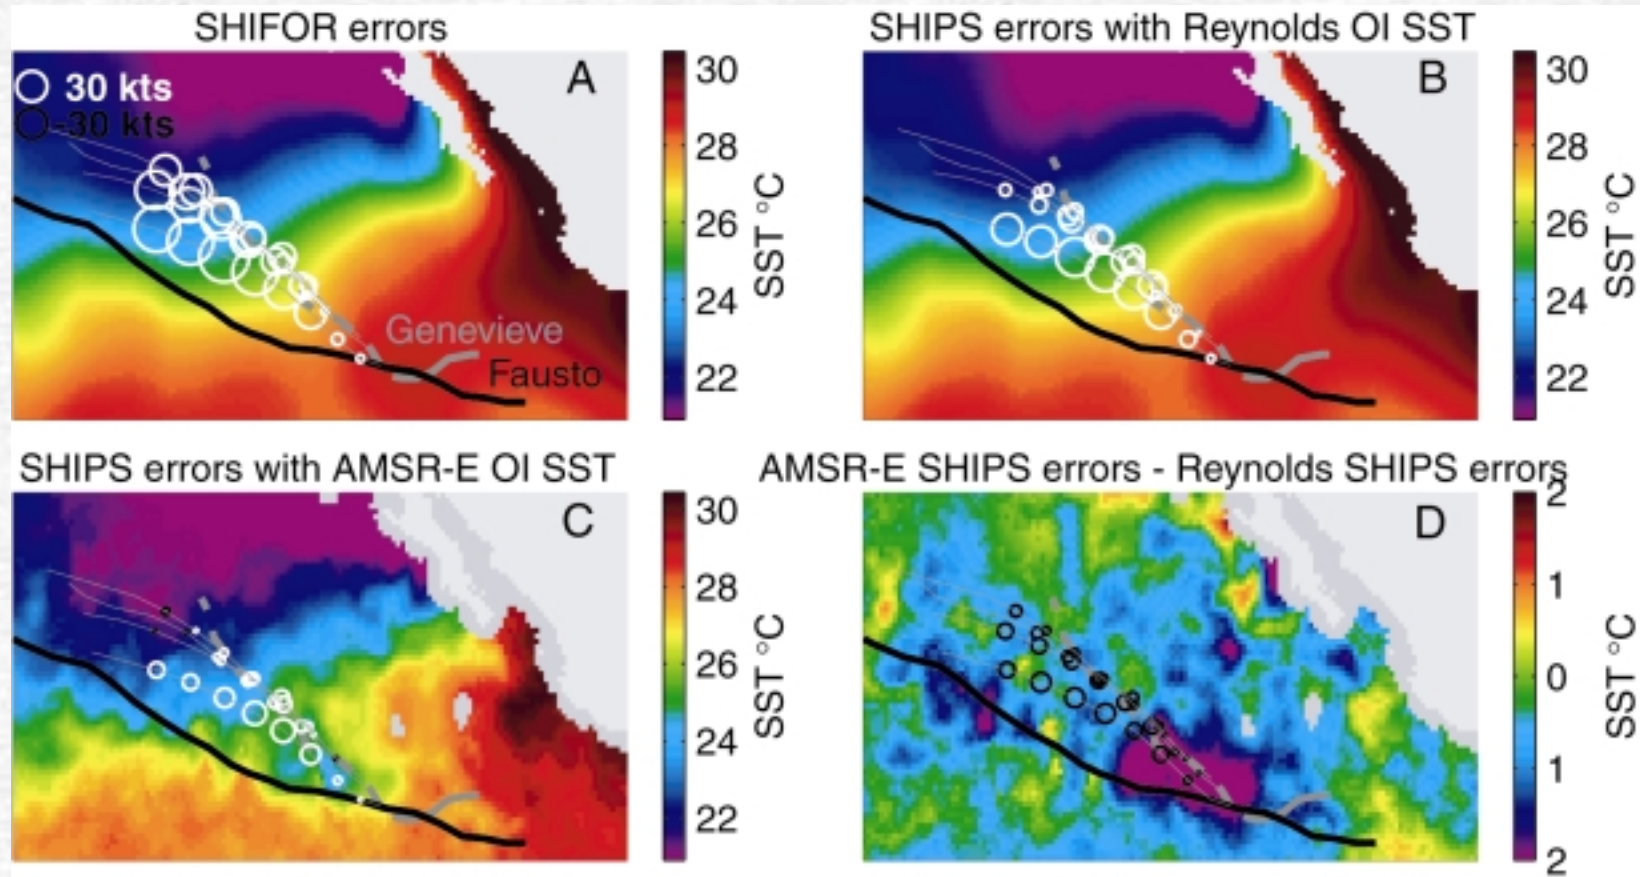 SHIFOR errors
SHIPS errors with Reynolds OI SST
A
30 kts
-30 kts
Genevieve
Fausto
30
28
26
24
22
SST °C
B
30
28
26
24
22
SST °C
SHIPS errors with AMSR-E OI SST
AMSR-E SHIPS errors - Reynolds SHIPS errors
C
30
28
26
24
22
SST °C
D
2
1
0
1
2
SST °C